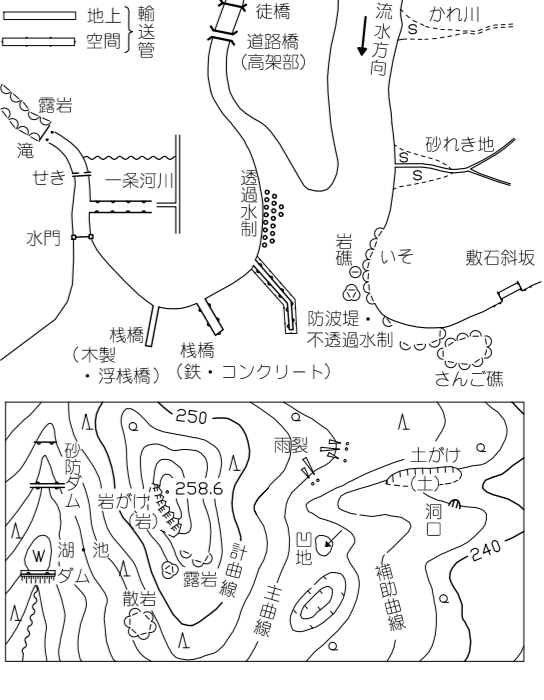 地上
空間
輸送管
徒橋
道路橋
(高架部)
流水方向
かれ川
S
露岩
滝
せき
一条河川
透過水制
砂れき地
S
S
水門
岩礁
いそ
敷石斜坂
防波堤・
不透過水制
桟橋
(木製
・浮桟橋)
桟橋
(鉄・コンクリート)
さんご礁
250
雨裂
土がけ
(土)
砂防ダム
258.6
岩がけ
(岩)
洞口
凹地
240
W
湖・池
ダム
計曲線
露岩
主曲線
補助曲線
散岩